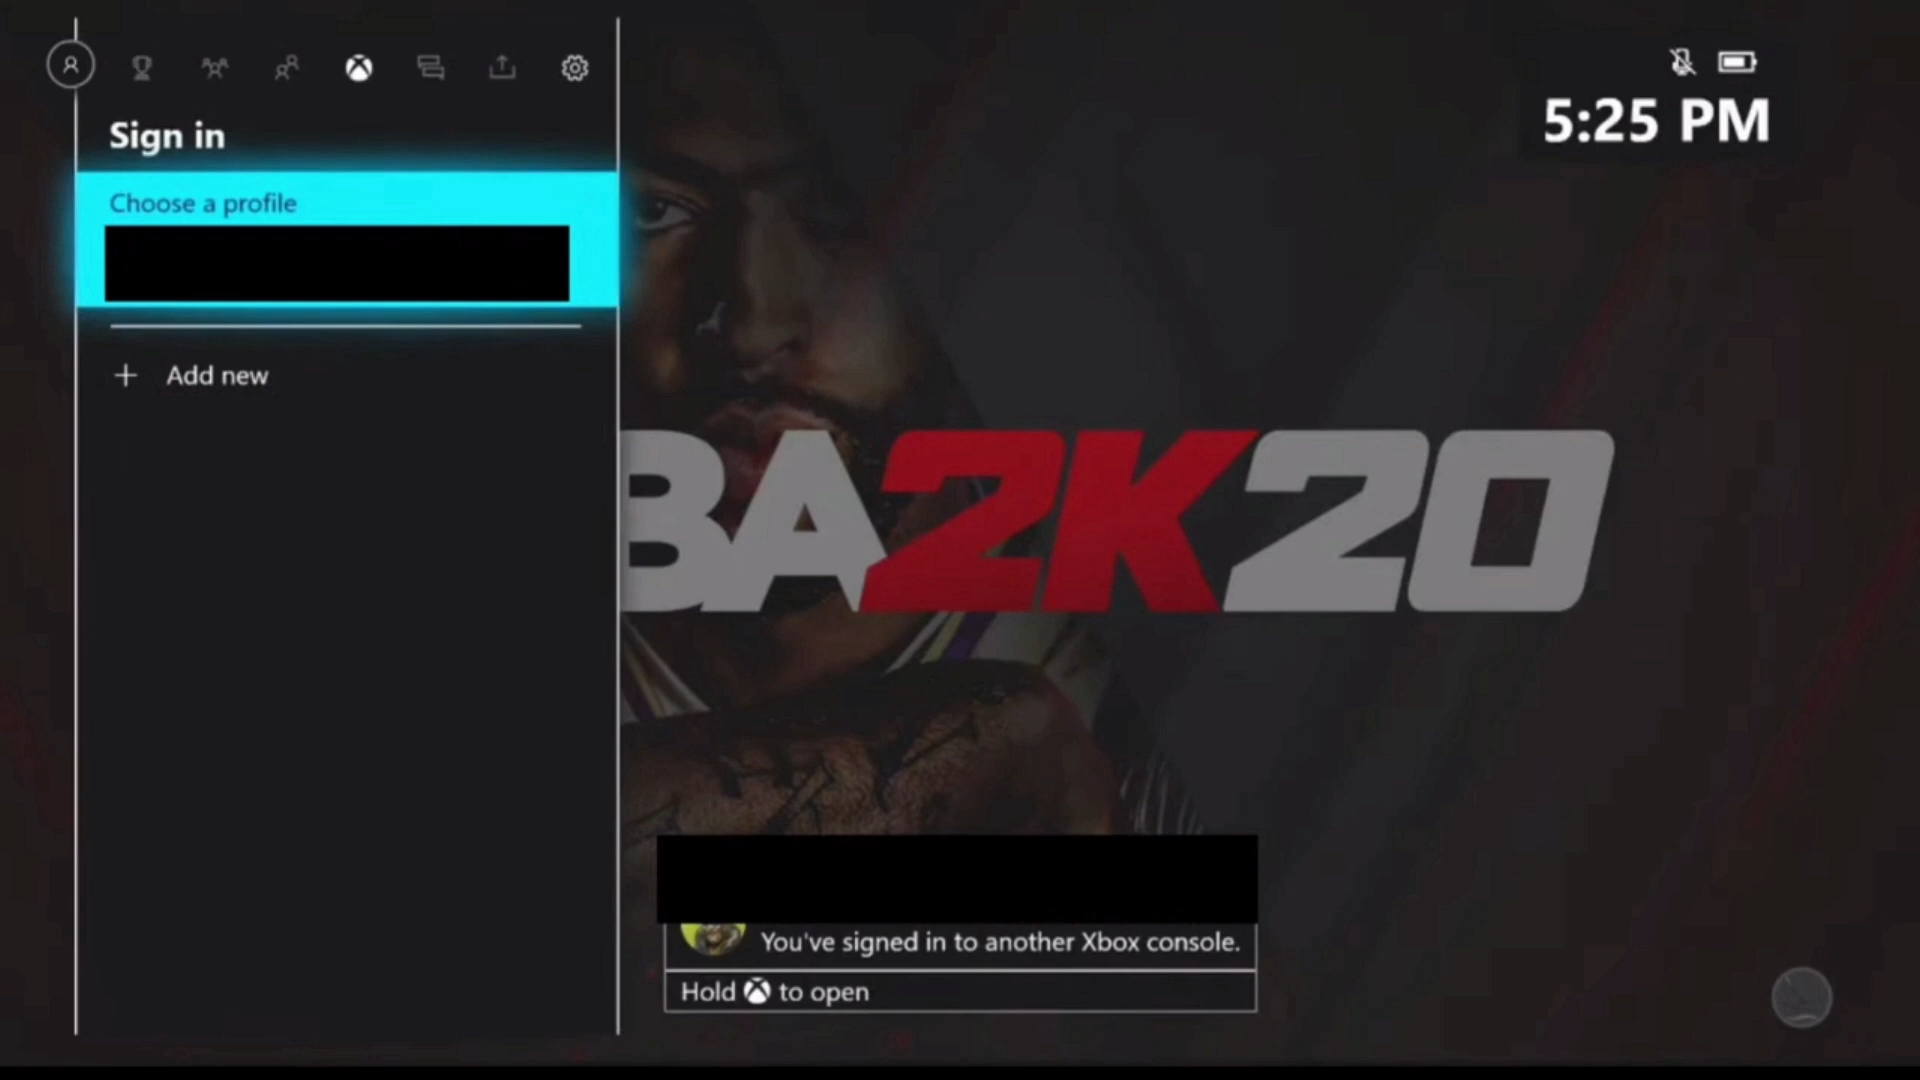 5:25 PM
Sign in
Choose a profile
Add new
BA2K20
You've signed in to another Xbox console.
Hold to open